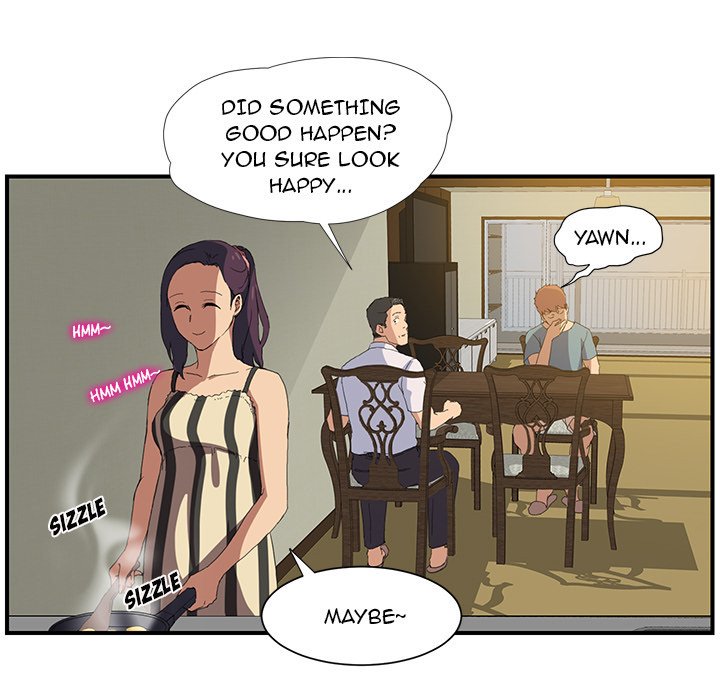 DID SOMETHING
GOOD HAPPEN?
YOU SURE LOOK
HAPPY...
YAWN...
HMM~
HMM HMM~
SIZZLE
SIZZLE
MAYBE~